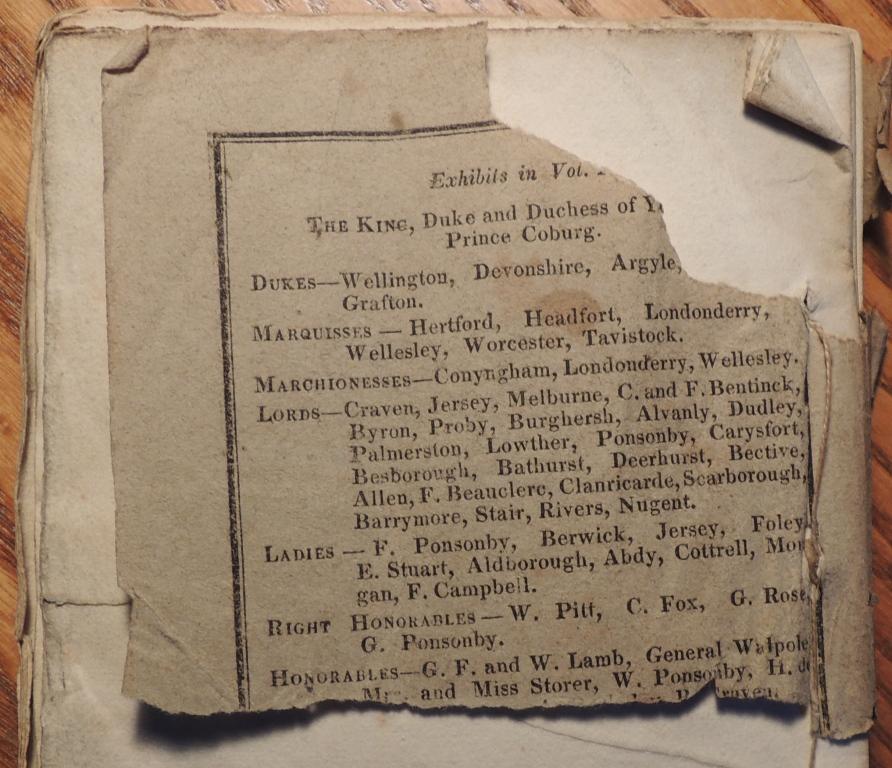 Exhibits in Vol.
THE KING, Duke and Duchess of
Prince Coburg.
DUKES—Wellington, Devonshire, Argyle,
Grafton.
MARQUISSES — Hertford, Headfort, Londonderry,
Wellesley, Worcester, Tavistock.
MARCHIONESSES—Conyngham, Londonderry, Wellesley.
LORDS—Craven, Jersey, Melburne, C. and F. Bentinck,
Byron, Proby, Burghersh, Alvanly, Dudley,
Palmerston, Lowther, Ponsonby, Carysfort,
Besborough, Bathurst, Deerhurst, Bective,
Allen, F. Beauclerc, Clanricarde, Scarborough,
Barrymore, Stair, Rivers, Nugent.
LADIES — F. Ponsonby, Berwick, Jersey, Foley
E. Stuart, Aldborough, Abdy, Cottrell, Mor
gan, F. Campbell.
RIGHT HONORABLES — W. Pitt, C. Fox, G. Rose,
G. Ponsonby.
HONORABLES—G. F. and W. Lamb, General Walpole
and Miss Storer, W. Ponsonby, H. de
Craven.